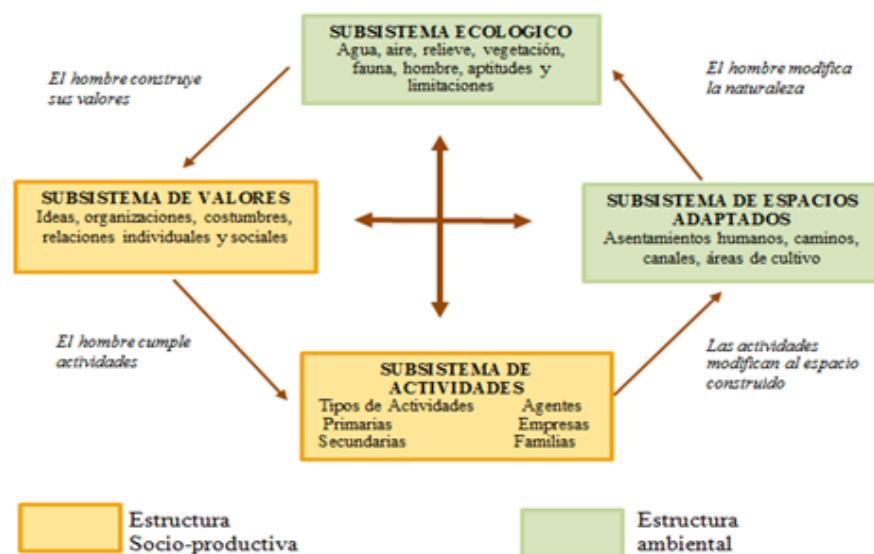 SUBSISTEMA ECOLOGICO
Agua, aire, relieve, vegetación,
fauna, hombre, aptitudes y
limitaciones
El hombre construye
sus valores
El hombre modifica
la naturaleza
SUBSISTEMA DE VALORES
Ideas, organizaciones, costumbres,
relaciones individuales y sociales
SUBSISTEMA DE ESPACIOS
ADAPTADOS
Asentamientos humanos, caminos,
canales, áreas de cultivo
El hombre cumple
actividades
Las actividades
modifican al espacio
construido
SUBSISTEMA DE
ACTIVIDADES
Tipos de Actividades Agentes
Primarias Empresas
Secundarias Familias
Estructura
Socio-productiva
Estructura
ambiental